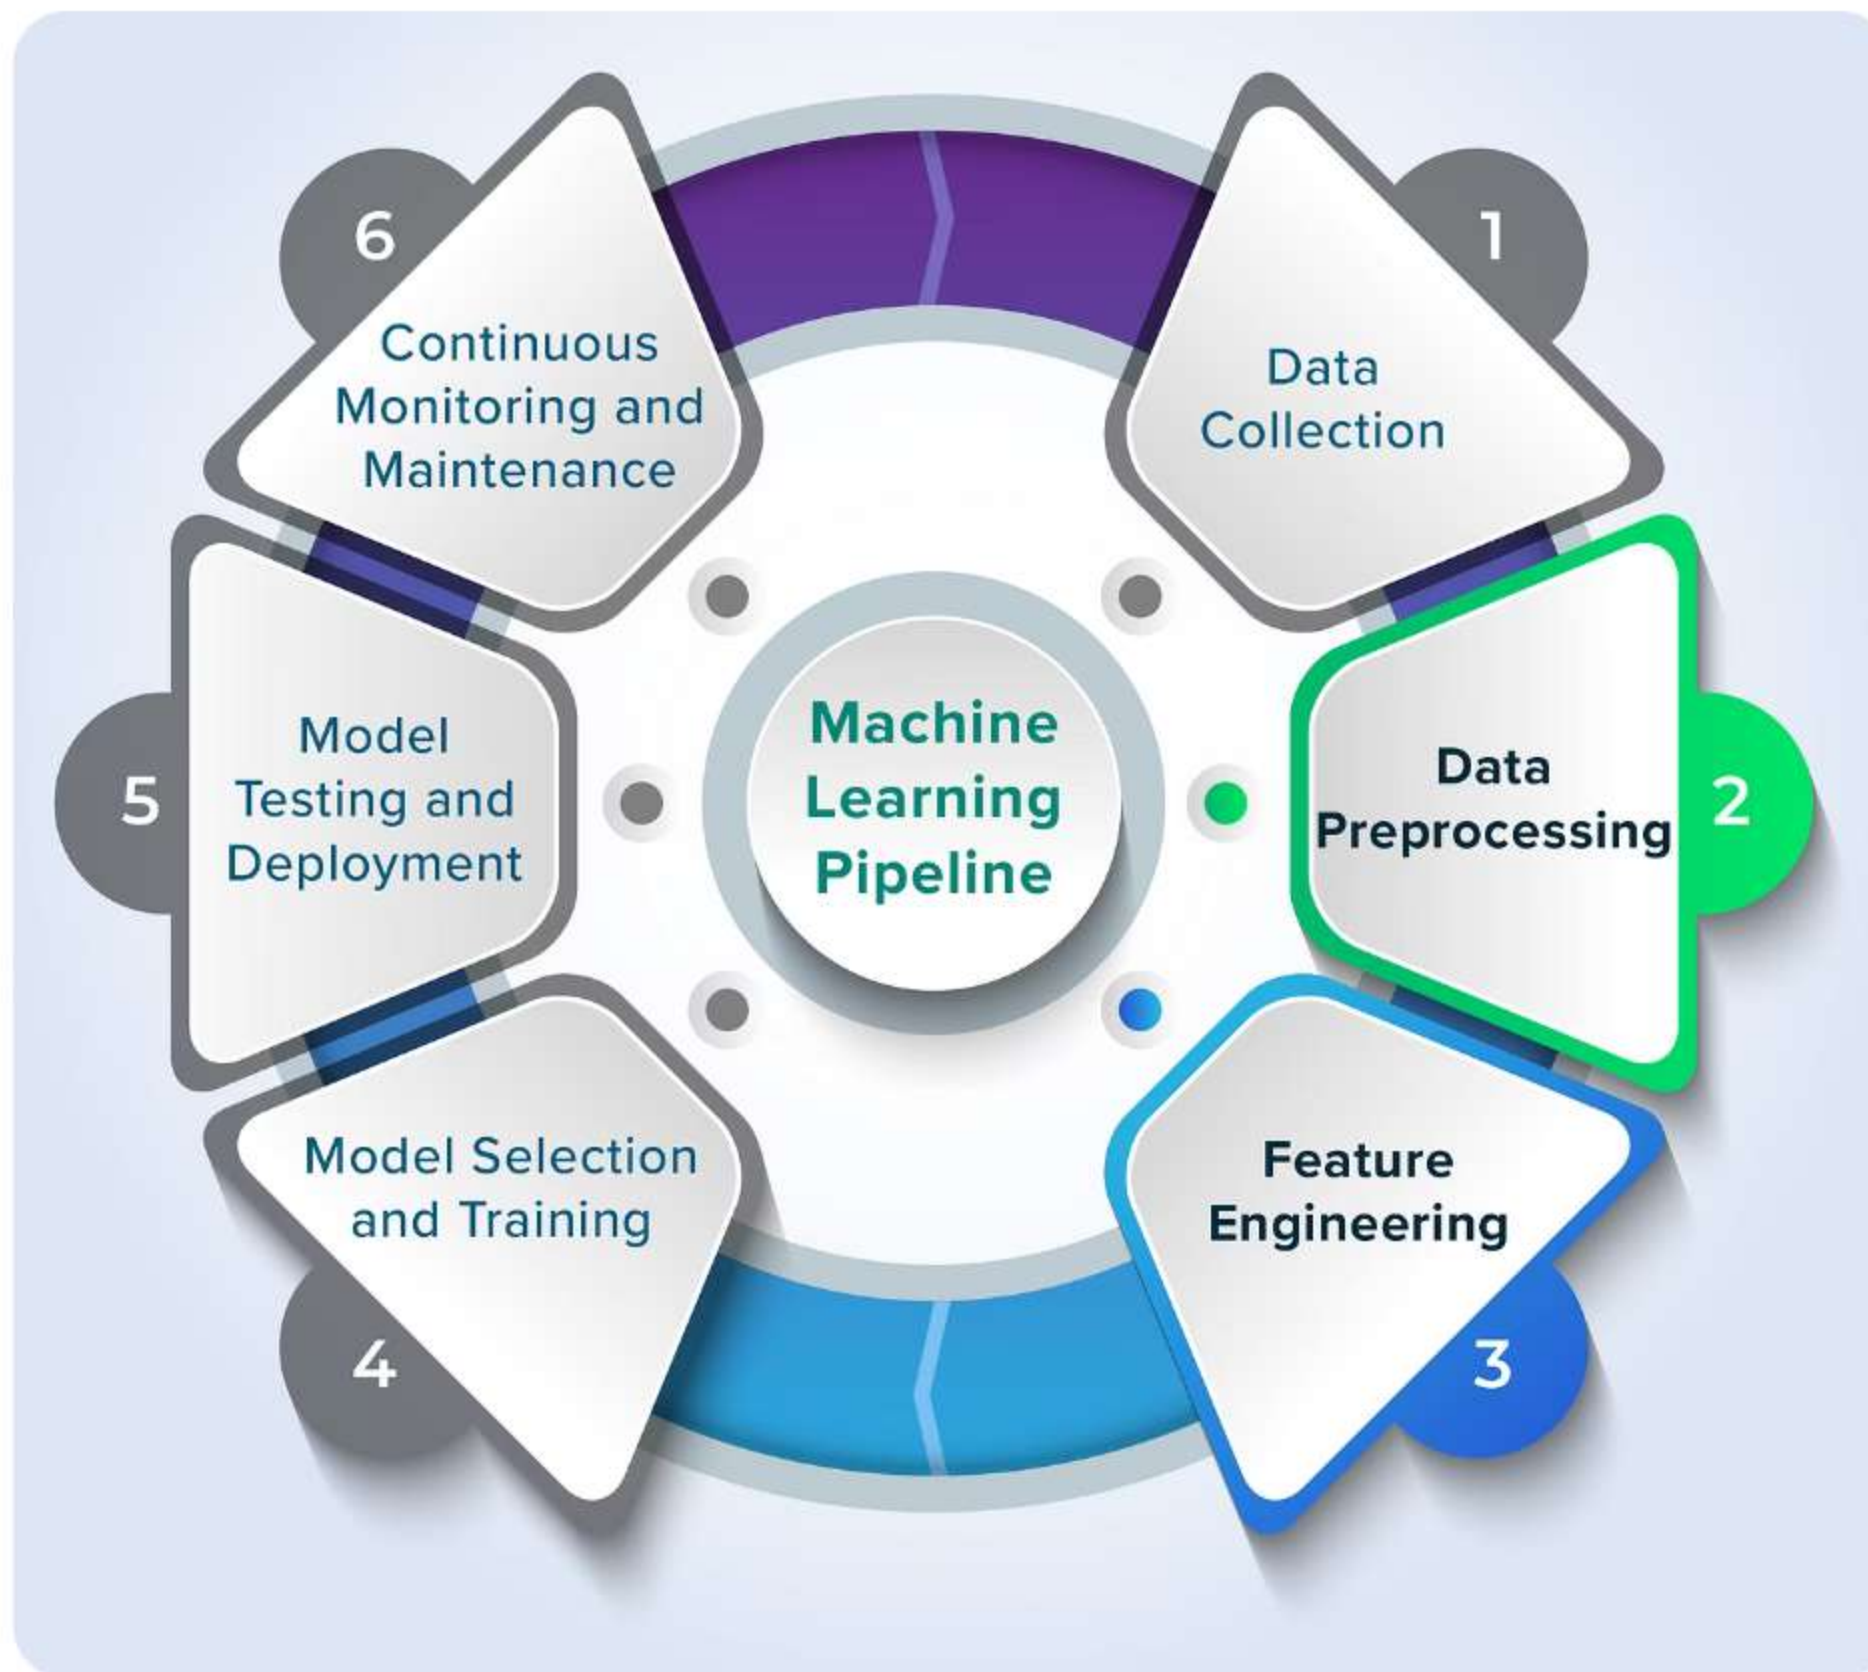 Machine
Learning
Pipeline
1
Data
Collection
2
Data
Preprocessing
3
Feature
Engineering
4
Model Selection
and Training
5
Model
Testing and
Deployment
6
Continuous
Monitoring and
Maintenance